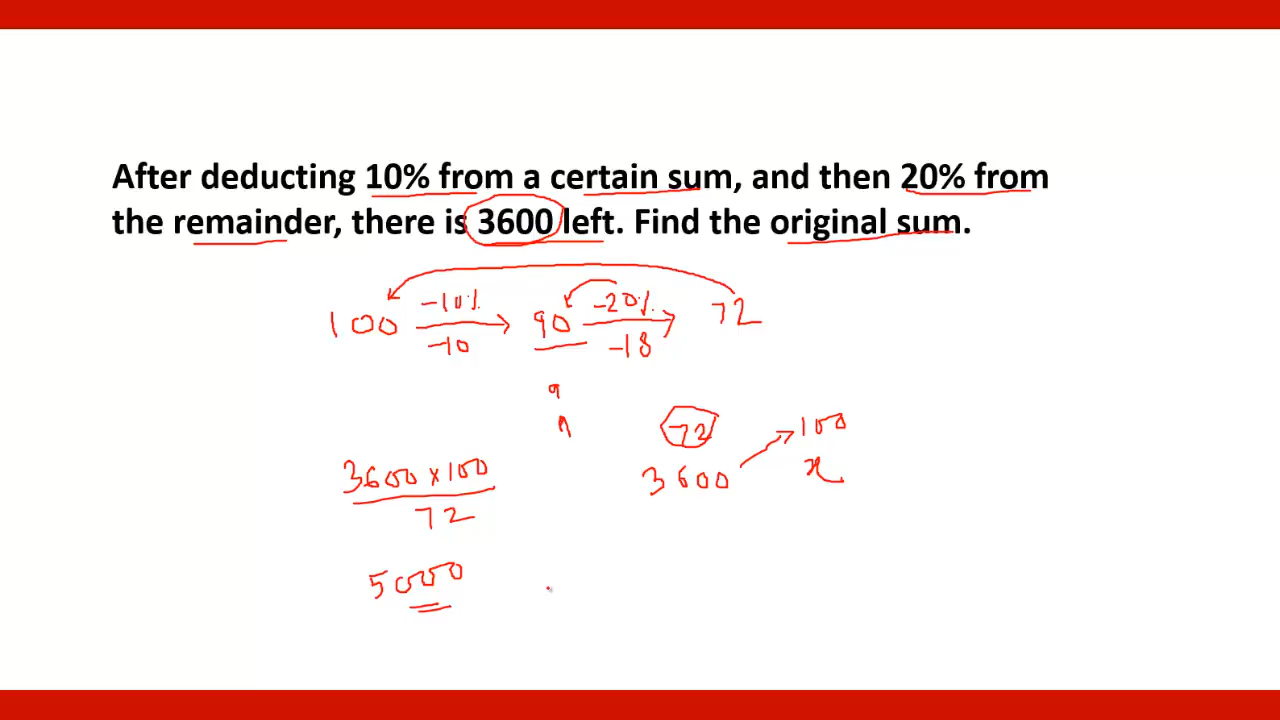 After deducting 10% from a certain sum, and then 20% from
the remainder, there is 3600 left. Find the original sum.
100 -10% 90 -20% 72
-10 -18
72 100
3600 x
3600 x 100
72
5000